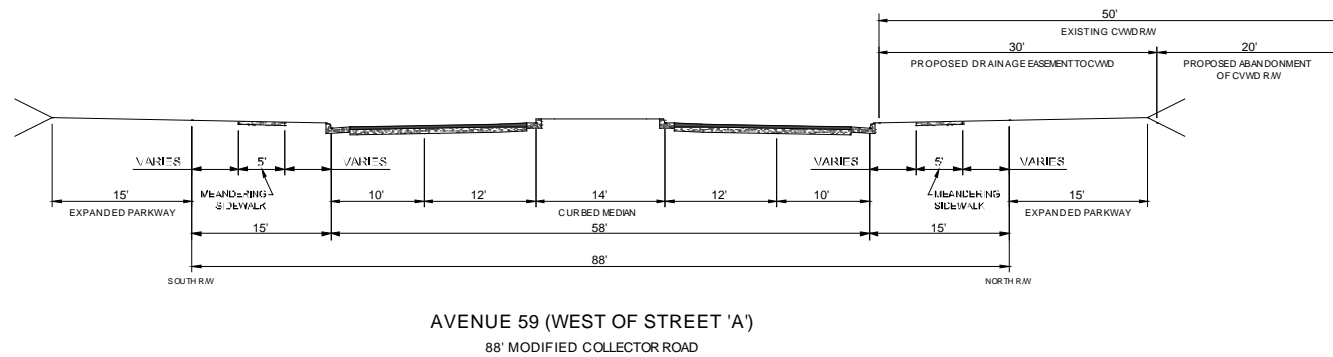 50'
EXISTING CVWD R/W
30'
20'
PROPOSED DRAINAGE EASEMENT TO CVWD
PROPOSED ABANDONMENT
OF CVWD R/W
VARIES
5'
VARIES
VARIES
5'
VARIES
15'
EXPANDED PARKWAY
MEANDERING
SIDEWALK
10'
12'
14'
CURBED MEDIAN
12'
10'
MEANDERING
SIDEWALK
15'
EXPANDED PARKWAY
15'
58'
15'
88'
SOUTH R/W
NORTH R/W
AVENUE 59 (WEST OF STREET 'A')
88' MODIFIED COLLECTOR ROAD